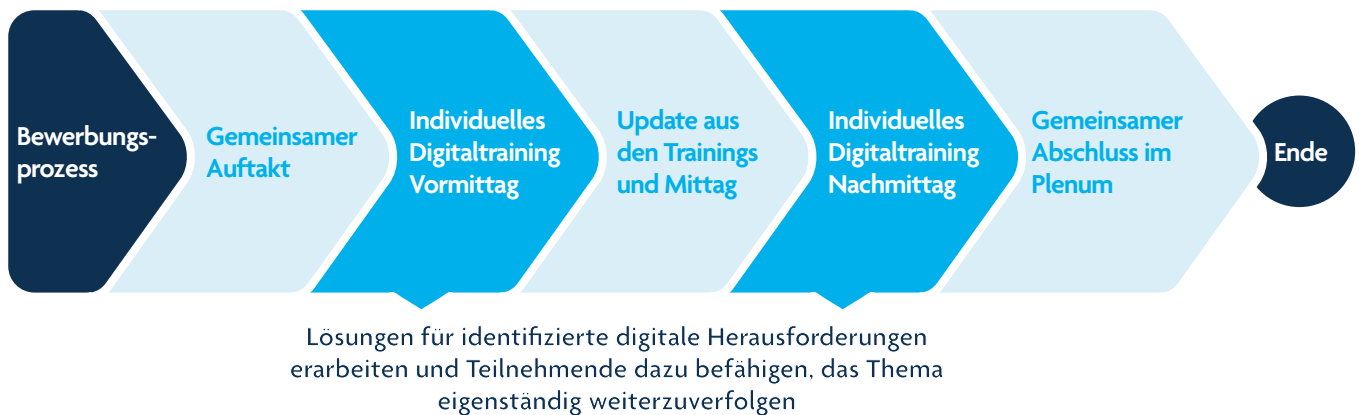 Bewerbungs-
prozess
Gemeinsamer
Auftakt
Individuelles
Digitaltraining
Vormittag
Update aus
den Trainings
und Mittag
Individuelles
Digitaltraining
Nachmittag
Gemeinsamer
Abschluss im
Plenum
Ende
Lösungen für identifizierte digitale Herausforderungen
erarbeiten und Teilnehmende dazu befähigen, das Thema
eigenständig weiterzuverfolgen